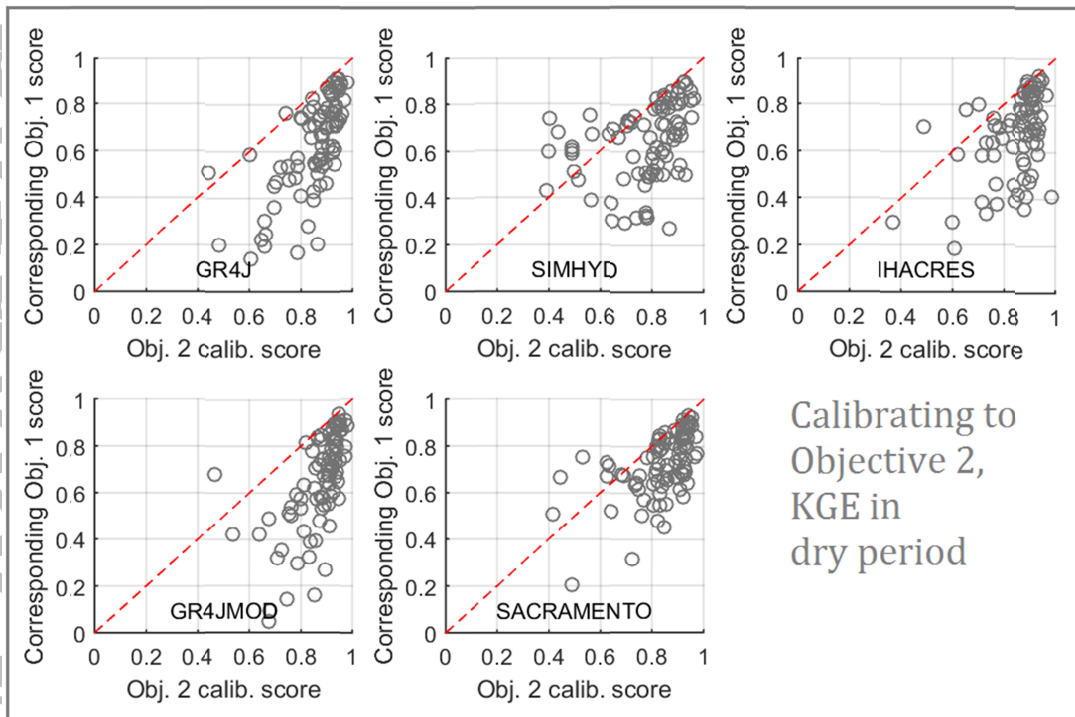 Corresponding Obj. 1 score
1
0.8
0.6
0.4
0.2
0
GR4J
0 0.2 0.4 0.6 0.8 1
Obj. 2 calib. score
Corresponding Obj. 1 score
1
0.8
0.6
0.4
0.2
0
SIMHYD
0 0.2 0.4 0.6 0.8 1
Obj. 2 calib. score
Corresponding Obj. 1 score
1
0.8
0.6
0.4
0.2
0
IHACRES
0 0.2 0.4 0.6 0.8 1
Obj. 2 calib. score
Corresponding Obj. 1 score
1
0.8
0.6
0.4
0.2
0
GR4JMOD
0 0.2 0.4 0.6 0.8 1
Obj. 2 calib. score
Corresponding Obj. 1 score
1
0.8
0.6
0.4
0.2
0
SACRAMENTO
0 0.2 0.4 0.6 0.8 1
Obj. 2 calib. score
Calibrating to
Objective 2,
KGE in
dry period